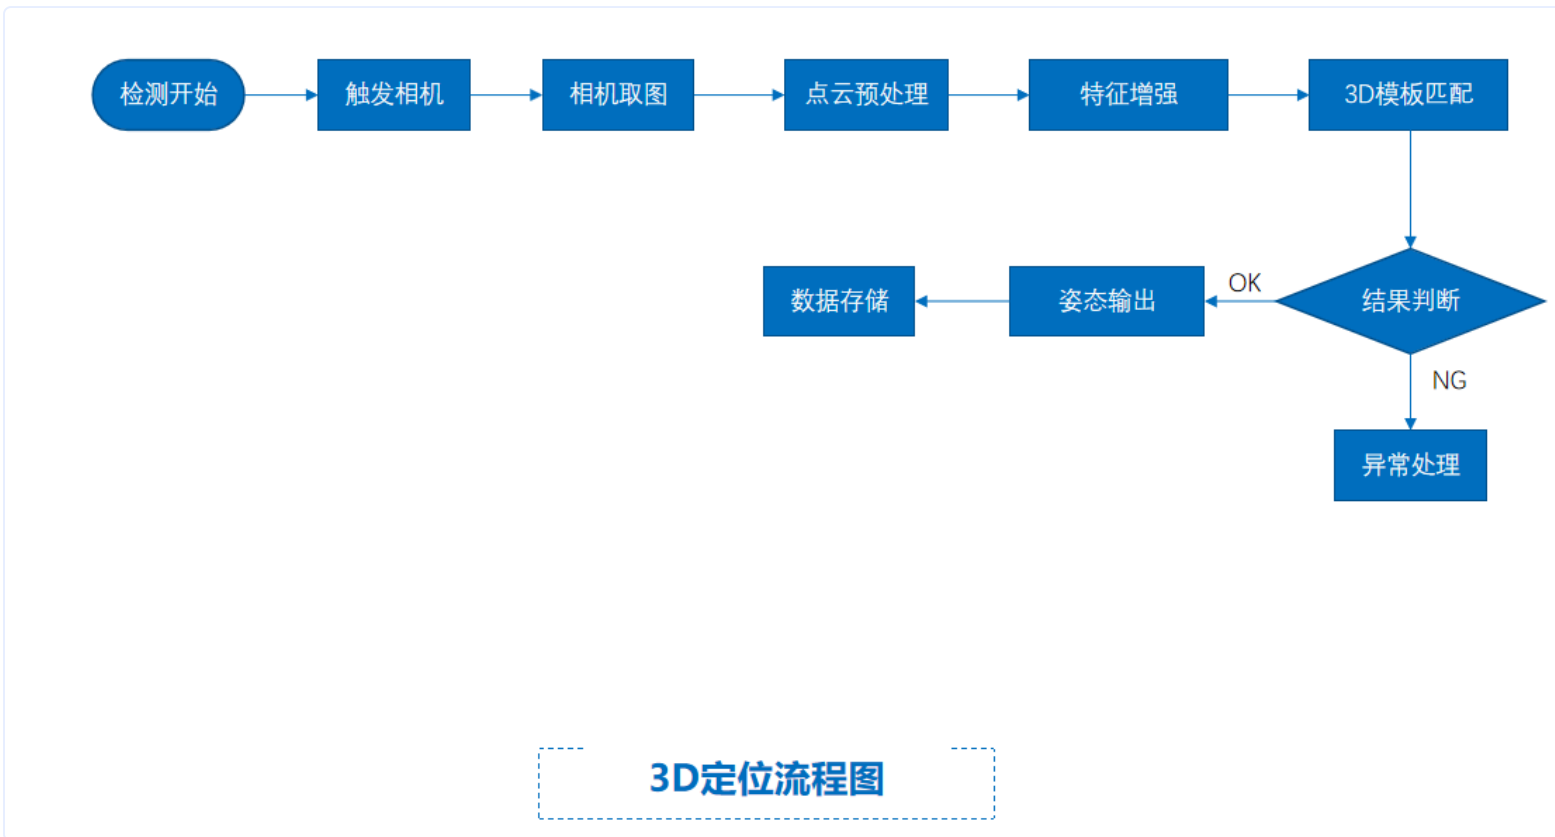 检测开始
触发相机
相机取图
点云预处理
特征增强
3D模板匹配
数据存储
姿态输出
OK
结果判断
NG
异常处理
3D定位流程图